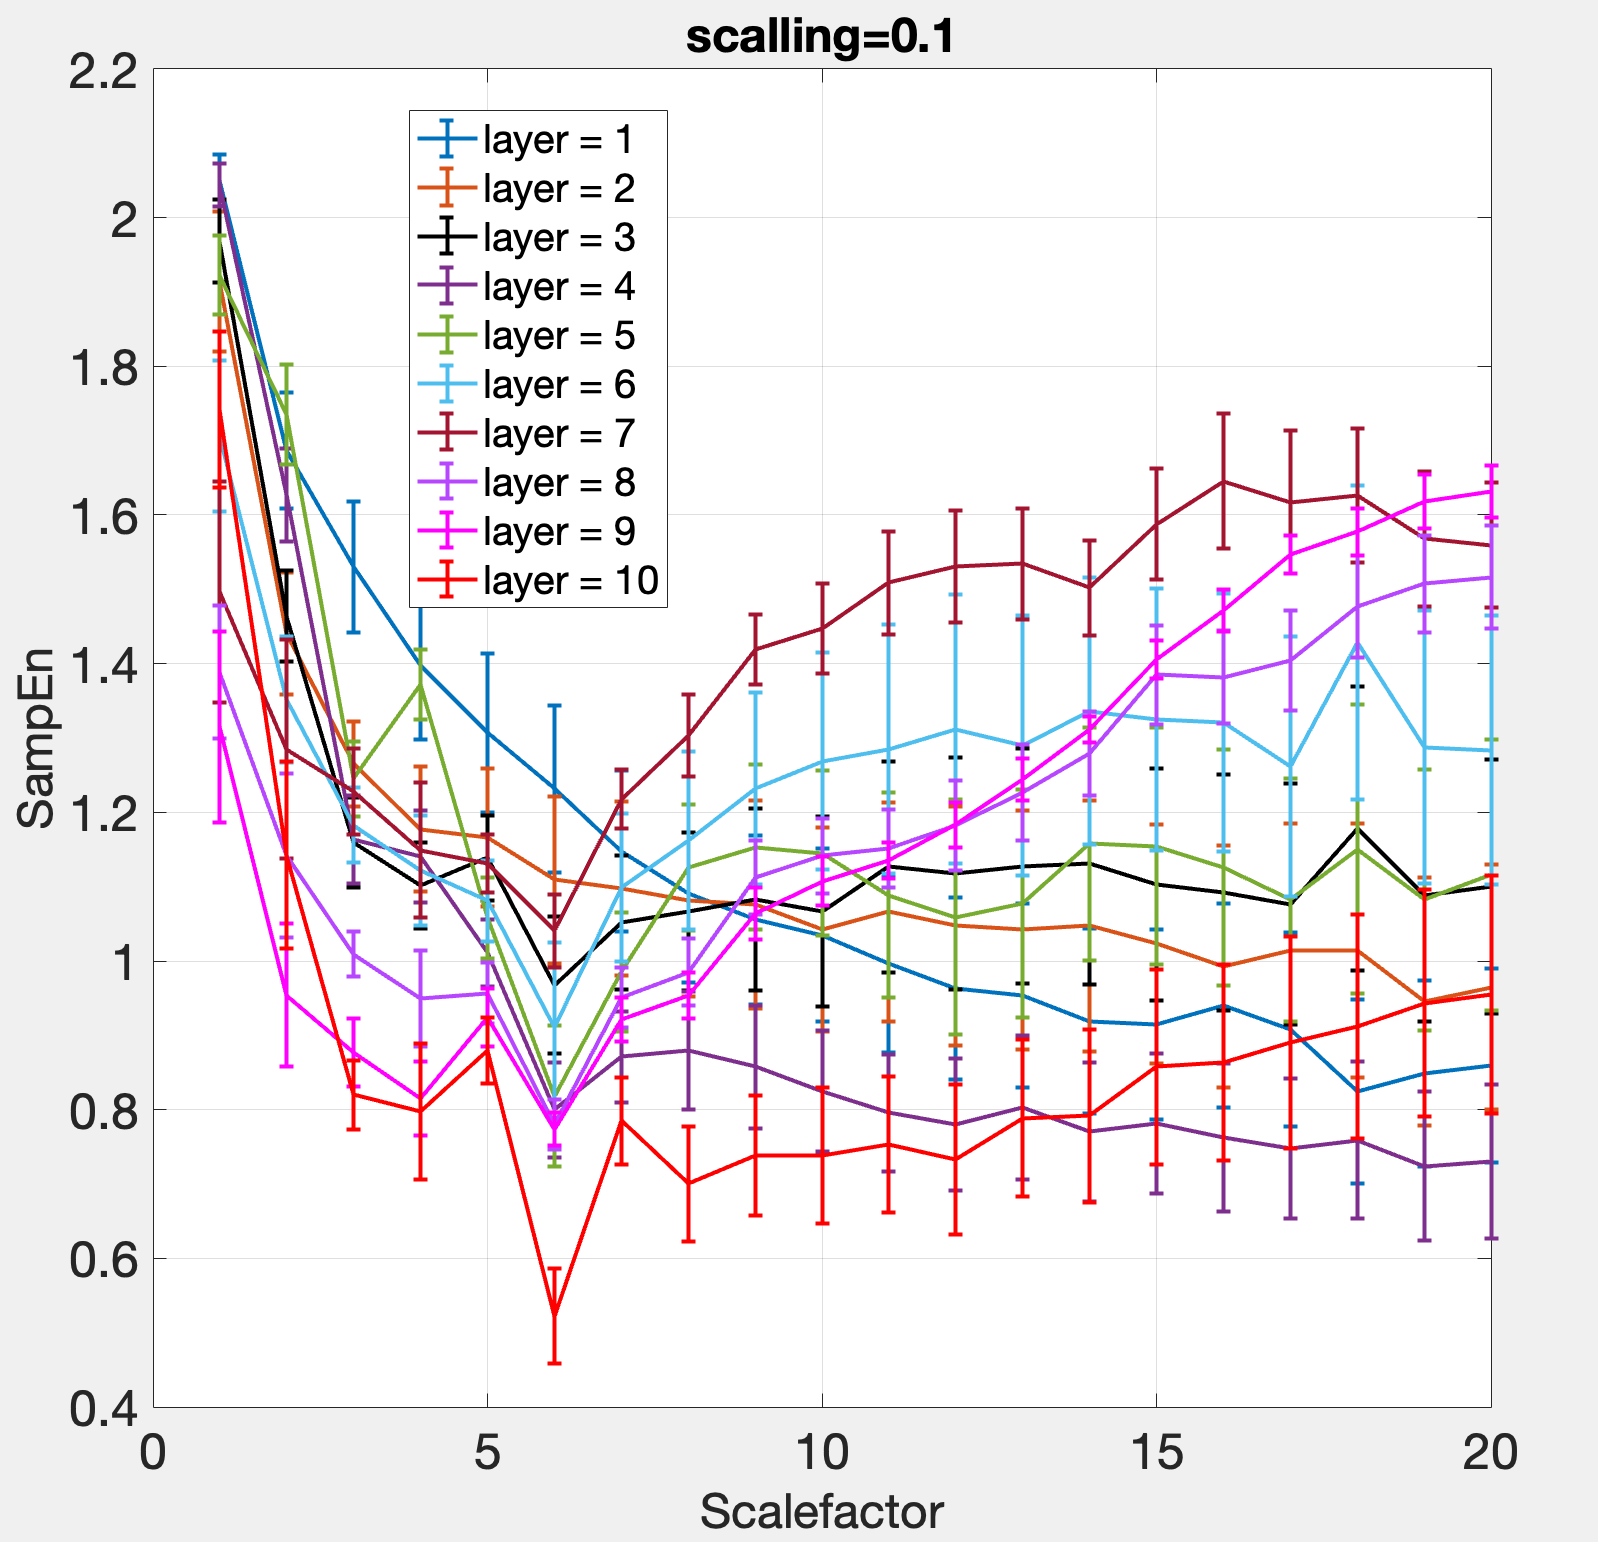 scalling=0.1
2.2
2
1.8
1.6
1.4
1.2
1
0.8
0.6
0.4
SampEn
layer = 1
layer = 2
layer = 3
layer = 4
layer = 5
layer = 6
layer = 7
layer = 8
layer = 9
layer = 10
0 5 10 15 20
Scalefactor